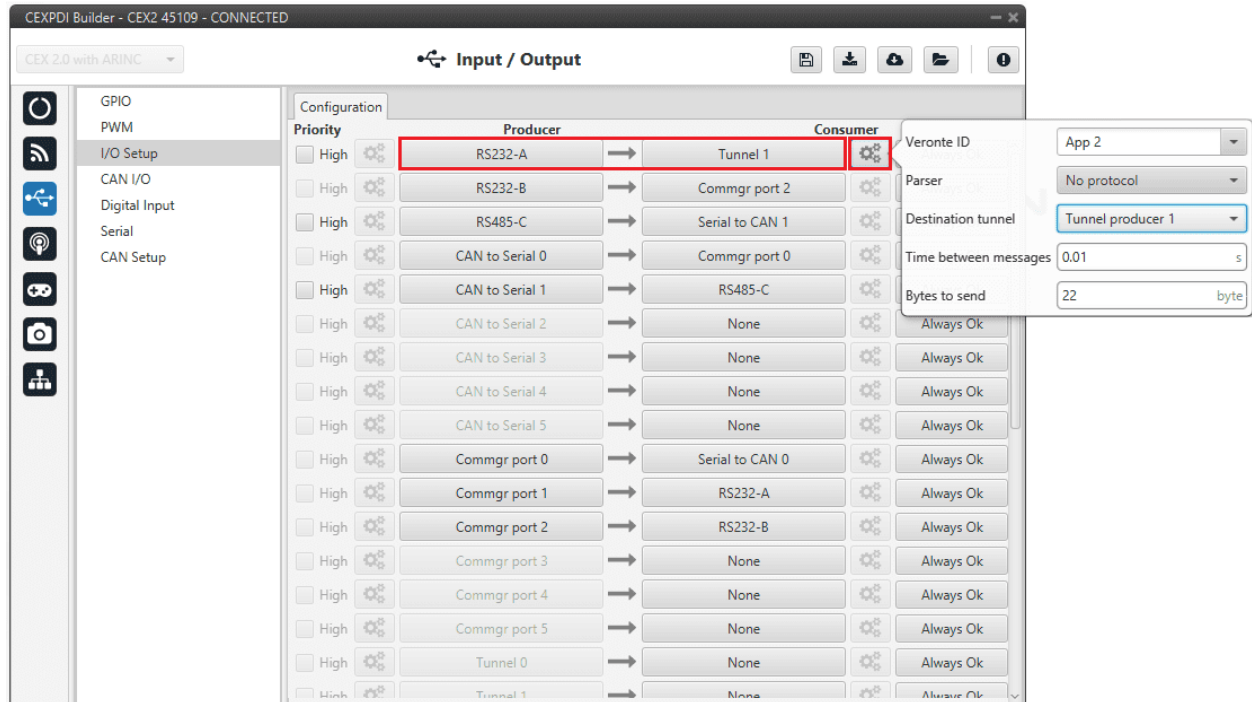 CEXPDI Builder - CEX2 45109 - CONNECTED
CEX 2.0 with ARINC
Input / Output
GPIO
PWM
I/O Setup
CAN I/O
Digital Input
Serial
CAN Setup
Configuration
Priority Producer Consumer
High RS232-A Tunnel 1
High RS232-B Commgr port 2
High RS485-C Serial to CAN 1
High CAN to Serial 0 Commgr port 0
High CAN to Serial 1 RS485-C
High CAN to Serial 2 None Always Ok
High CAN to Serial 3 None Always Ok
High CAN to Serial 4 None Always Ok
High CAN to Serial 5 None Always Ok
High Commgr port 0 Serial to CAN 0 Always Ok
High Commgr port 1 RS232-A Always Ok
High Commgr port 2 RS232-B Always Ok
High Commgr port 3 None Always Ok
High Commgr port 4 None Always Ok
High Commgr port 5 None Always Ok
High Tunnel 0 None Always Ok
High Tunnel 1 None Always Ok
Veronte ID App 2
Parser No protocol
Destination tunnel Tunnel producer 1
Time between messages 0.01 s
Bytes to send 22 byte